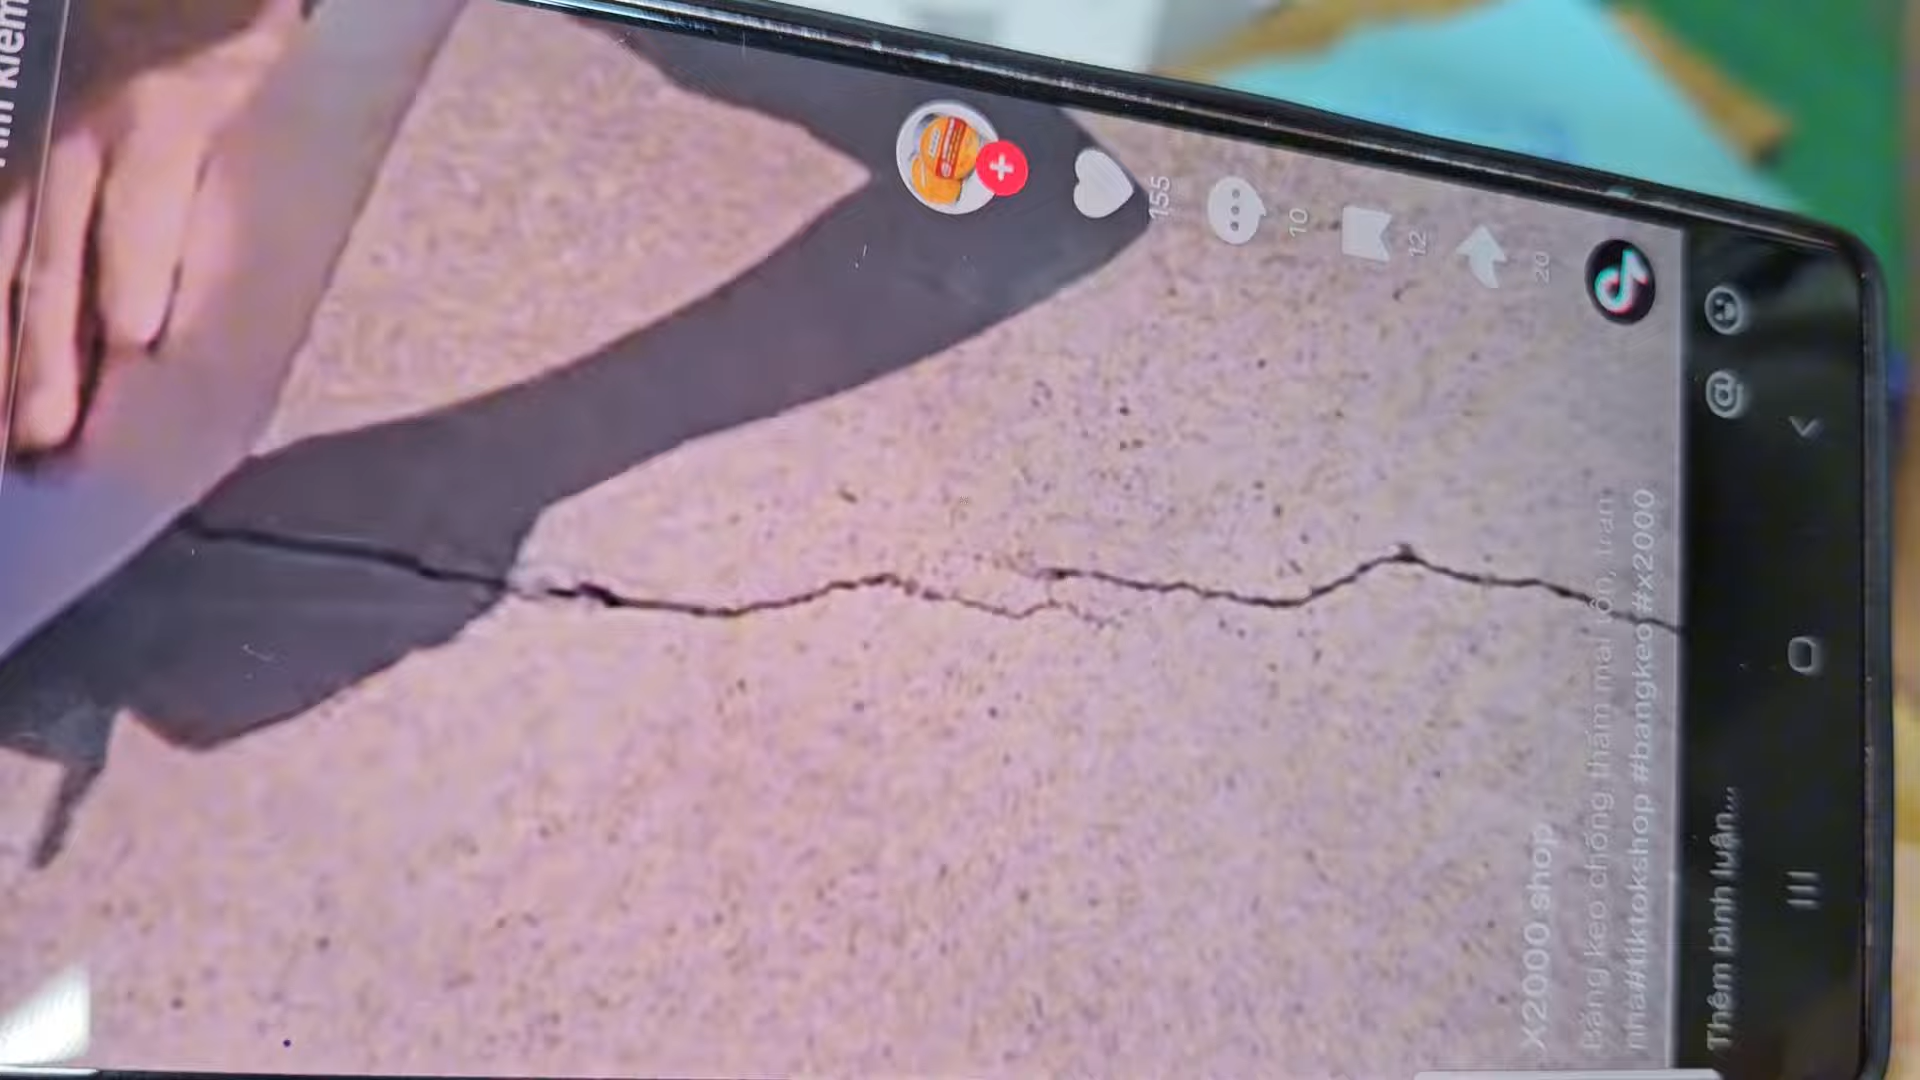 Tìm kiếm
155
10
12
20
X2000 shop
Băng keo chống thấm mái tôn, trần
nhà#tiktokshop #bangkeo #x2000
Thêm bình luận...